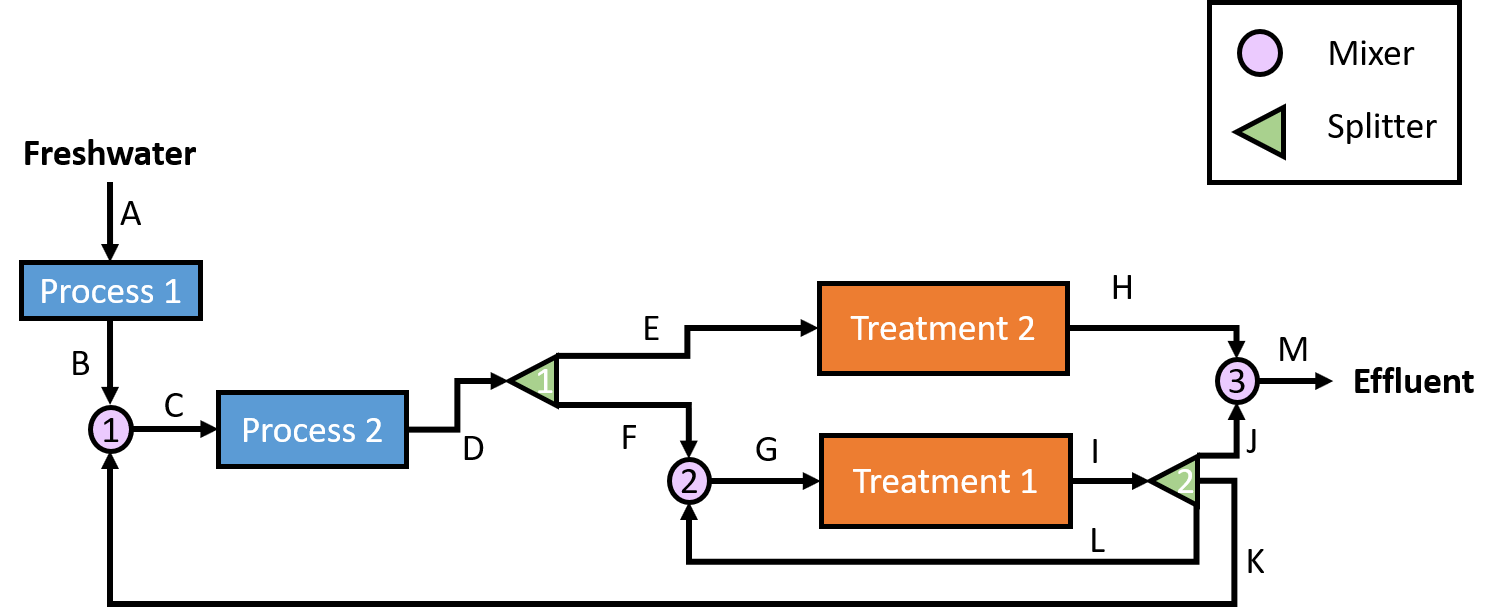 Mixer
Splitter
Freshwater
A
Process 1
B
1
C
Process 2
D
1
E
Treatment 2
H
F
2
G
Treatment 1
I
2
J
3
M
Effluent
L
K